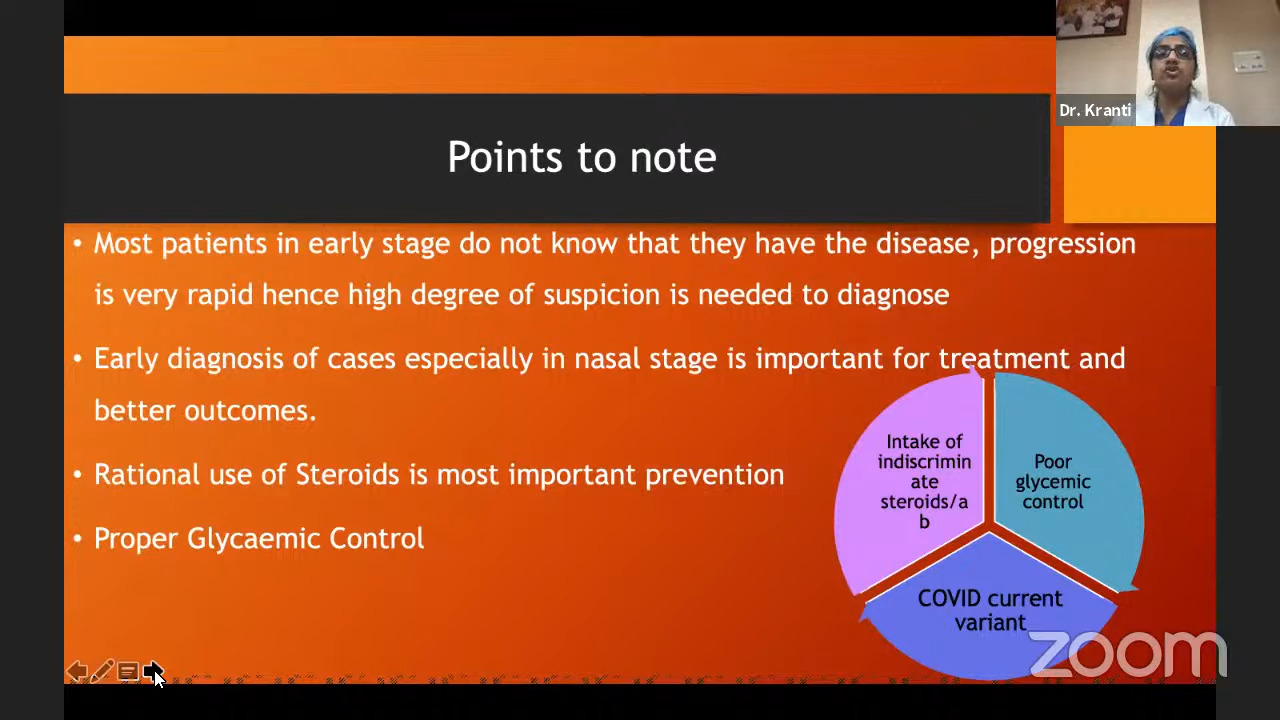 Dr. Kranti
Points to note
• Most patients in early stage do not know that they have the disease, progression
is very rapid hence high degree of suspicion is needed to diagnose
• Early diagnosis of cases especially in nasal stage is important for treatment and
better outcomes.
• Rational use of Steroids is most important prevention
• Proper Glycaemic Control
Intake of
indiscrimin
ate
steroids/a
b
Poor
glycemic
control
COVID current
variant
zoom